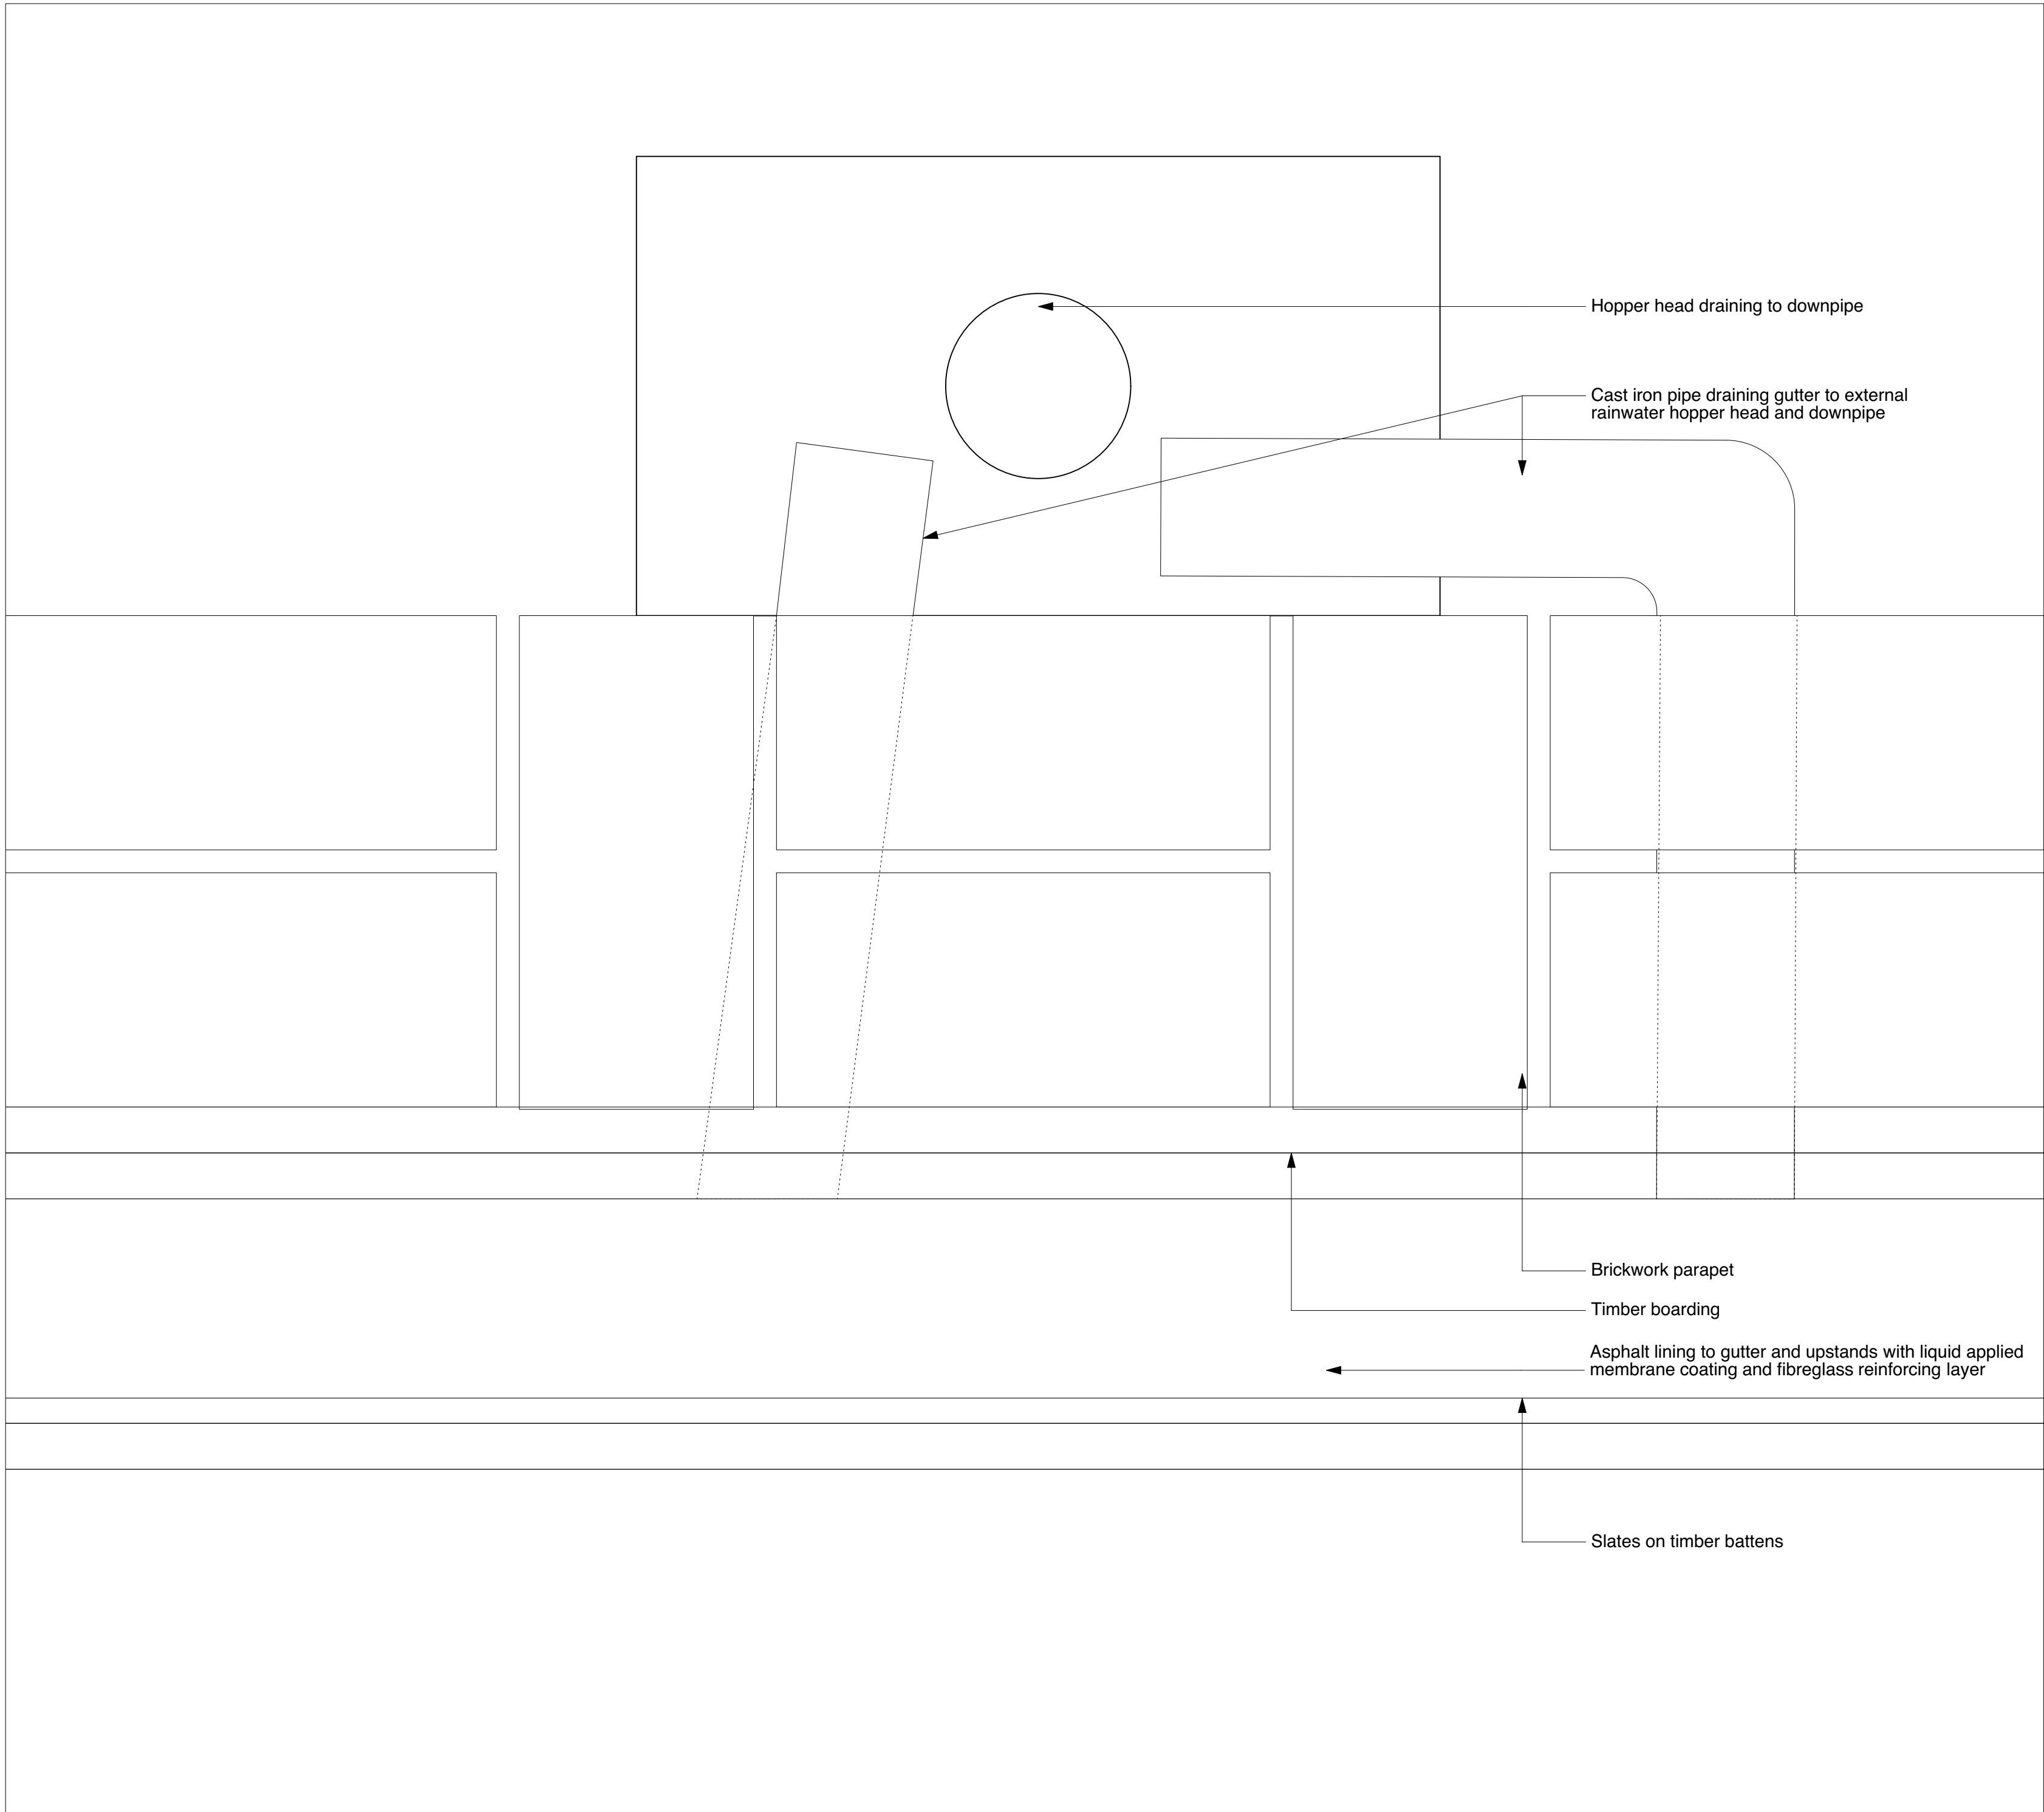 Hopper head draining to downpipe
Cast iron pipe draining gutter to external
rainwater hopper head and downpipe
Brickwork parapet
Timber boarding
Asphalt lining to gutter and upstands with liquid applied
membrane coating and fibreglass reinforcing layer
Slates on timber battens